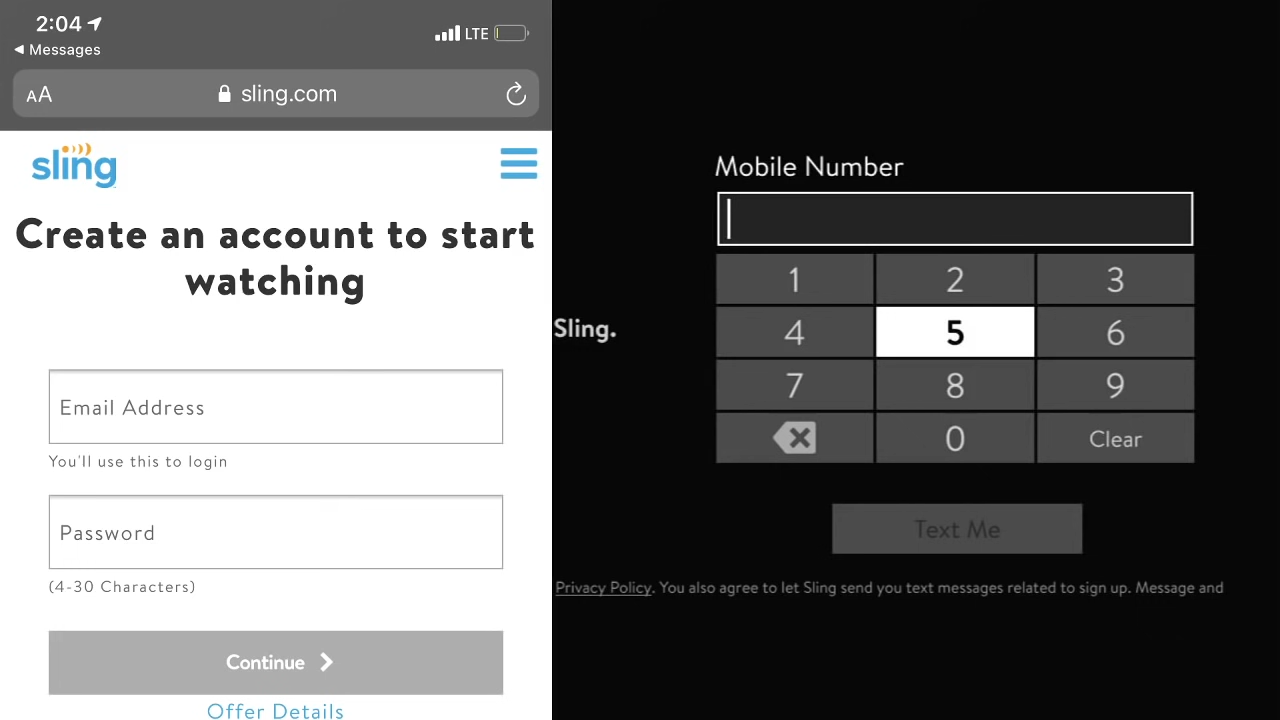 2:04
LTE
◀ Messages
AA
sling.com
sling
Create an account to start
watching
Email Address
You'll use this to login
Password
(4-30 Characters)
Continue
Offer Details
Mobile Number
1 2 3
Sling.
4 5 6
7 8 9
0 Clear
Text Me
Privacy Policy. You also agree to let Sling send you text messages related to sign up. Message and